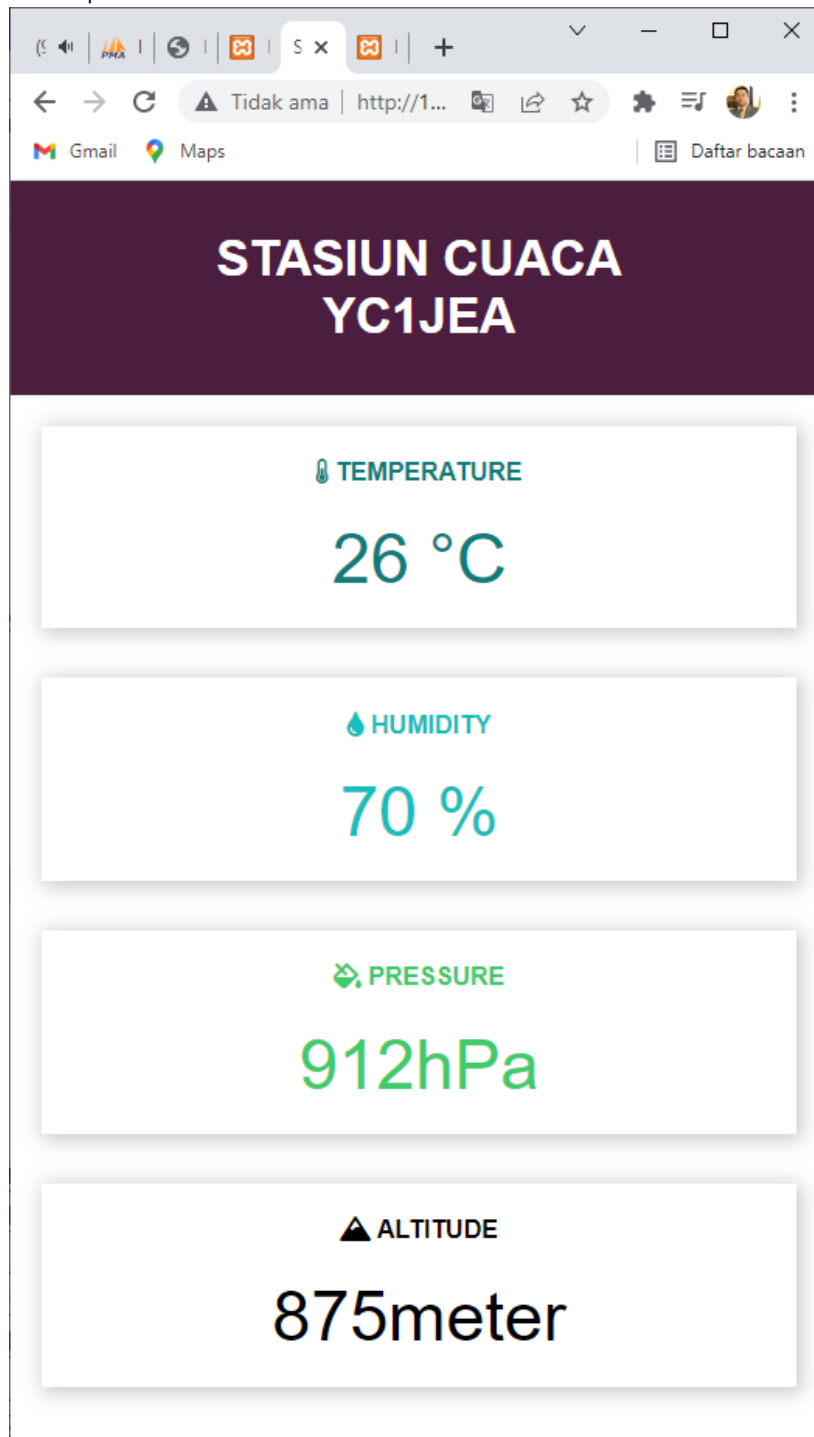 PMA
Tidak ama http://1...
Gmail Maps Daftar bacaan
STASIUN CUACA
YC1JEA
TEMPERATURE
26 °C
HUMIDITY
70 %
PRESSURE
912hPa
ALTITUDE
875meter